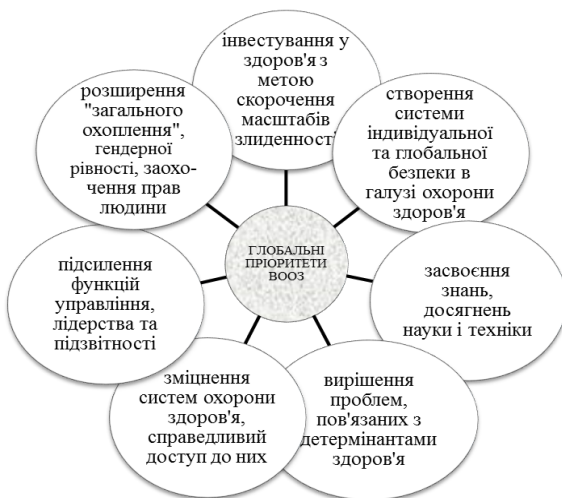 інвестування у
здоров'я з
метою
скорочення
масштабів
злиденності
створення
системи
індивідуальної
та глобальної
безпеки в
галузі охорони
здоров'я
засвоєння
знань,
досягнень
науки і техніки
вирішення
проблем,
пов'язаних з
детермінантами
здоров'я
зміцнення
систем охорони
здоров'я,
справедливий
доступ до них
підсилення
функцій
управління,
лідерства та
підзвітності
розширення
"загального
охоплення",
гендерної
рівності, заохо-
чення прав
людини
ГЛОБАЛЬНІ
ПРІОРИТЕТИ
ВООЗ